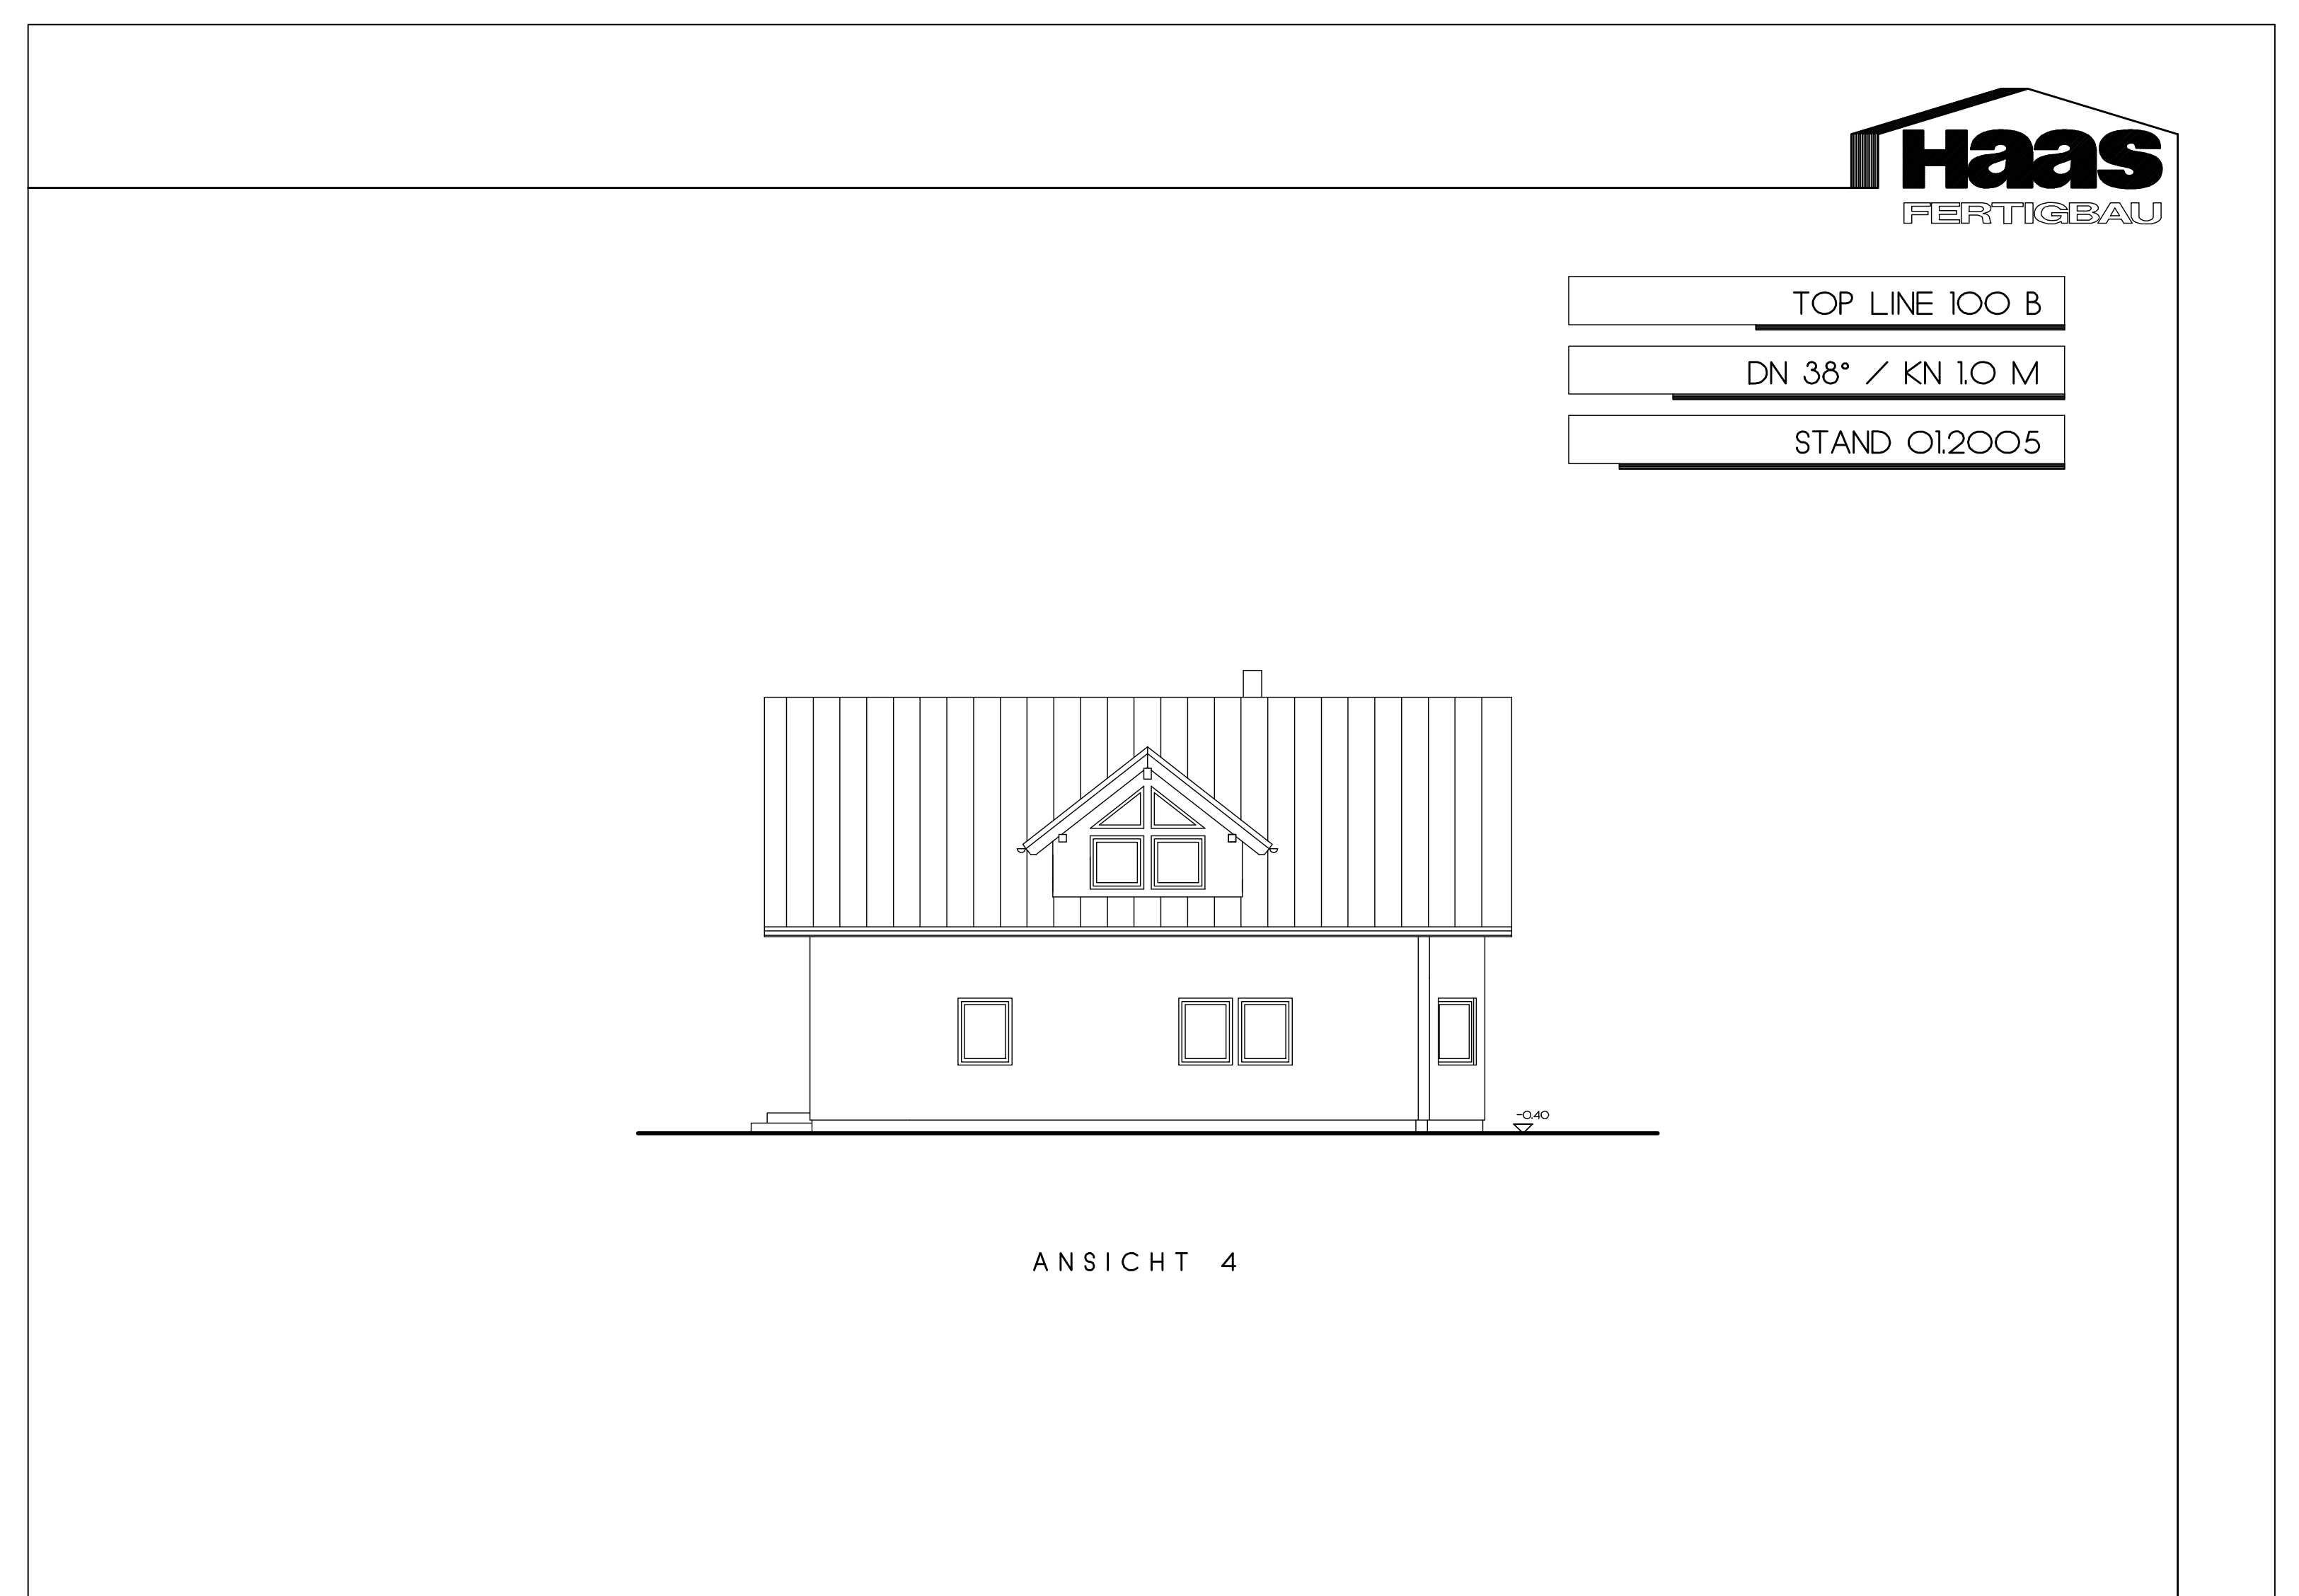 Haas
FERTIGBAU
TOP LINE 100 B
DN 38° / KN 1.0 M
STAND 01.2005
-0.40
ANSICHT 4